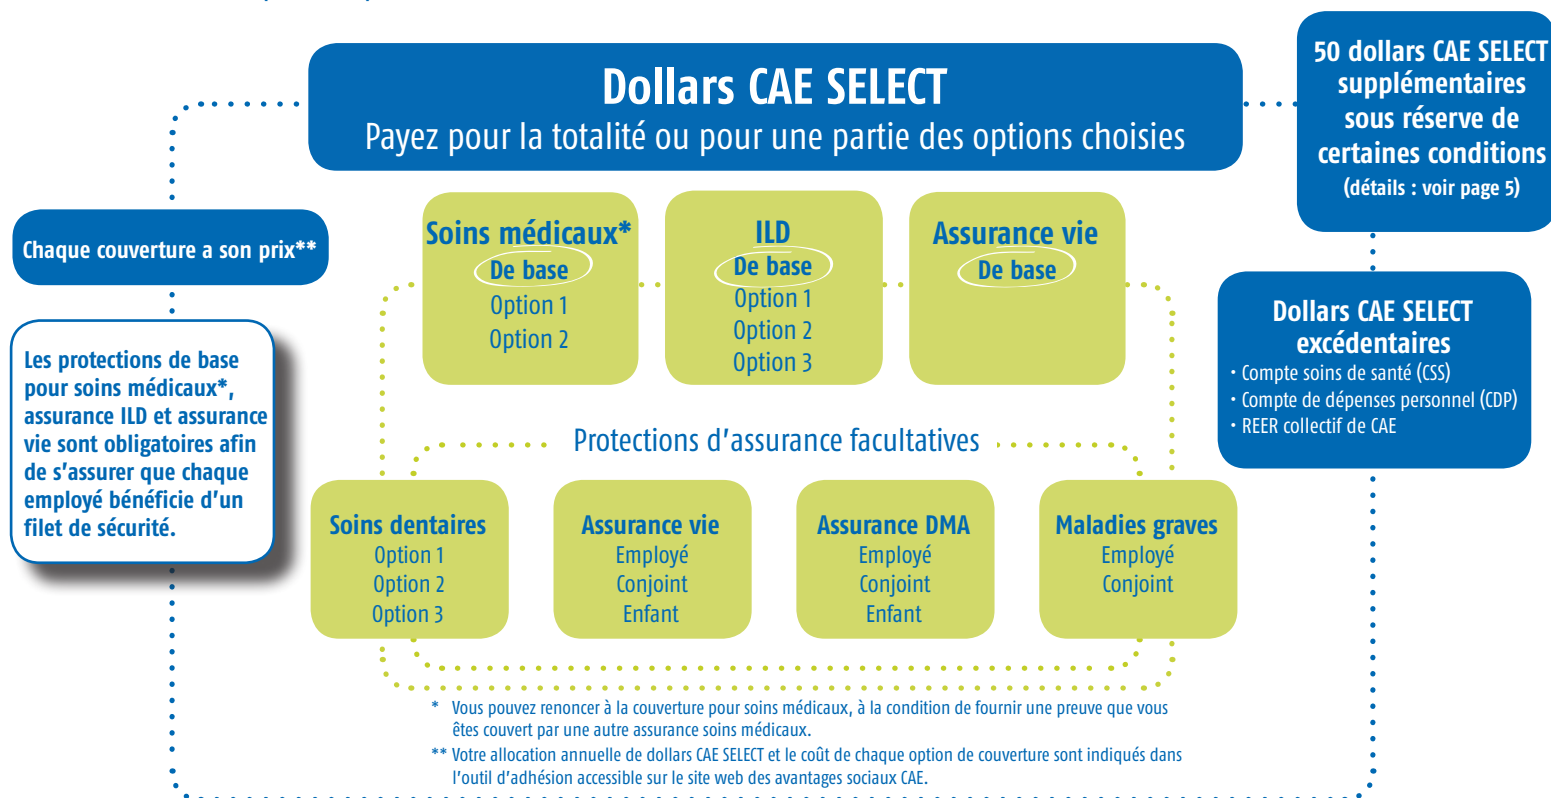 Dollars CAE SELECT
Payez pour la totalité ou pour une partie des options choisies
50 dollars CAE SELECT
supplémentaires
sous réserve de
certaines conditions
(détails : voir page 5)
Chaque couverture a son prix**
Les protections de base
pour soins médicaux*,
assurance ILD et assurance
vie sont obligatoires afin
de s'assurer que chaque
employé bénéficie d'un
filet de sécurité.
Soins médicaux*
De base
Option 1
Option 2
ILD
De base
Option 1
Option 2
Option 3
Assurance vie
De base
Dollars CAE SELECT
excédentaires
• Compte soins de santé (CSS)
• Compte de dépenses personnel (CDP)
• REER collectif de CAE
Protections d'assurance facultatives
Soins dentaires
Option 1
Option 2
Option 3
Assurance vie
Employé
Conjoint
Enfant
Assurance DMA
Employé
Conjoint
Enfant
Maladies graves
Employé
Conjoint
* Vous pouvez renoncer à la couverture pour soins médicaux, à la condition de fournir une preuve que vous
êtes couvert par une autre assurance soins médicaux.
** Votre allocation annuelle de dollars CAE SELECT et le coût de chaque option de couverture sont indiqués dans
l'outil d'adhésion accessible sur le site web des avantages sociaux CAE.